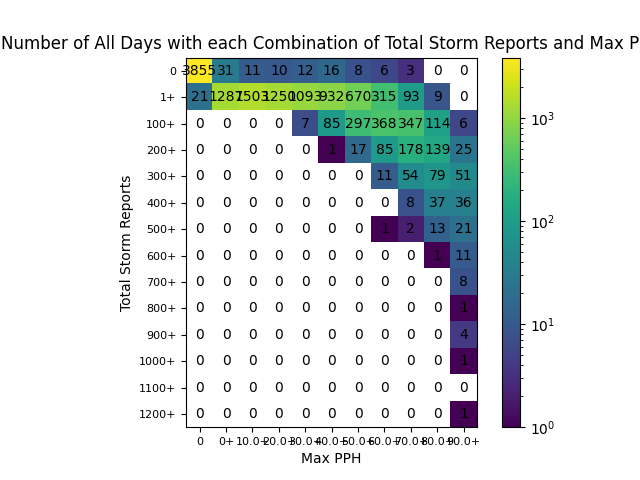 Number of All Days with each Combination of Total Storm Reports and Max P
0 3855 31 11 10 12 16 8 6 3 0 0
1+ 21 1287 1503 1250 1093 932 670 315 93 9 0
100+ 0 0 0 0 7 85 297 368 347 114 6
200+ 0 0 0 0 0 1 17 85 178 139 25
300+ 0 0 0 0 0 0 0 11 54 79 51
400+ 0 0 0 0 0 0 0 0 8 37 36
500+ 0 0 0 0 0 0 0 1 2 13 21
600+ 0 0 0 0 0 0 0 0 0 1 11
700+ 0 0 0 0 0 0 0 0 0 0 8
800+ 0 0 0 0 0 0 0 0 0 0 1
900+ 0 0 0 0 0 0 0 0 0 0 4
1000+ 0 0 0 0 0 0 0 0 0 0 1
1100+ 0 0 0 0 0 0 0 0 0 0 0
1200+ 0 0 0 0 0 0 0 0 0 0 1
0 0+ 10.0+ 20.0+ 30.0+ 40.0+ 50.0+ 60.0+ 70.0+ 80.0+ 90.0+
Max PPH
Total Storm Reports
10³
10²
10¹
10⁰